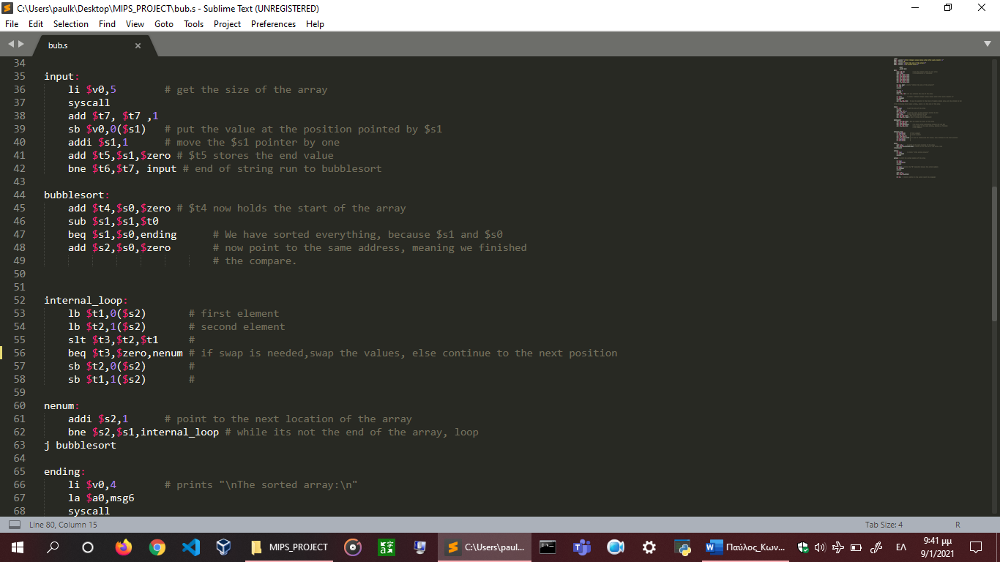 C:\Users\paulk\Desktop\MIPS_PROJECT\bub.s - Sublime Text (UNREGISTERED)
File Edit Selection Find View Goto Tools Project Preferences Help
bub.s ×
34
35 input:
36     li $v0,5        # get the size of the array
37     syscall
38     add $t7, $t7 ,1
39     sb $v0,0($s1)   # put the value at the position pointed by $s1
40     addi $s1,1      # move the $s1 pointer by one
41     add $t5,$s1,$zero # $t5 stores the end value
42     bne $t6,$t7, input # end of string run to bubblesort
43
44 bubblesort:
45     add $t4,$s0,$zero # $t4 now holds the start of the array
46     sub $s1,$s1,$t0
47     beq $s1,$s0,ending      # We have sorted everything, because $s1 and $s0
48     add $s2,$s0,$zero       # now point to the same address, meaning we finished
49                             # the compare.
50
51
52 internal_loop:
53     lb $t1,0($s2)       # first element
54     lb $t2,1($s2)       # second element
55     slt $t3,$t2,$t1     #
56     beq $t3,$zero,nenum # if swap is needed,swap the values, else continue to the next position
57     sb $t2,0($s2)       #
58     sb $t1,1($s2)       #
59
60 nenum:
61     addi $s2,1      # point to the next location of the array
62     bne $s2,$s1,internal_loop # while its not the end of the array, loop
63 j bubblesort
64
65 ending:
66     li $v0,4        # prints "\nThe sorted array:\n"
67     la $a0,msg6
68     syscall
Line 80, Column 15 Tab Size: 4 R
MIPS_PROJECT C:\Users\paul... Παύλος_Κων... ΕΛ 9:41 μμ
9/1/2021